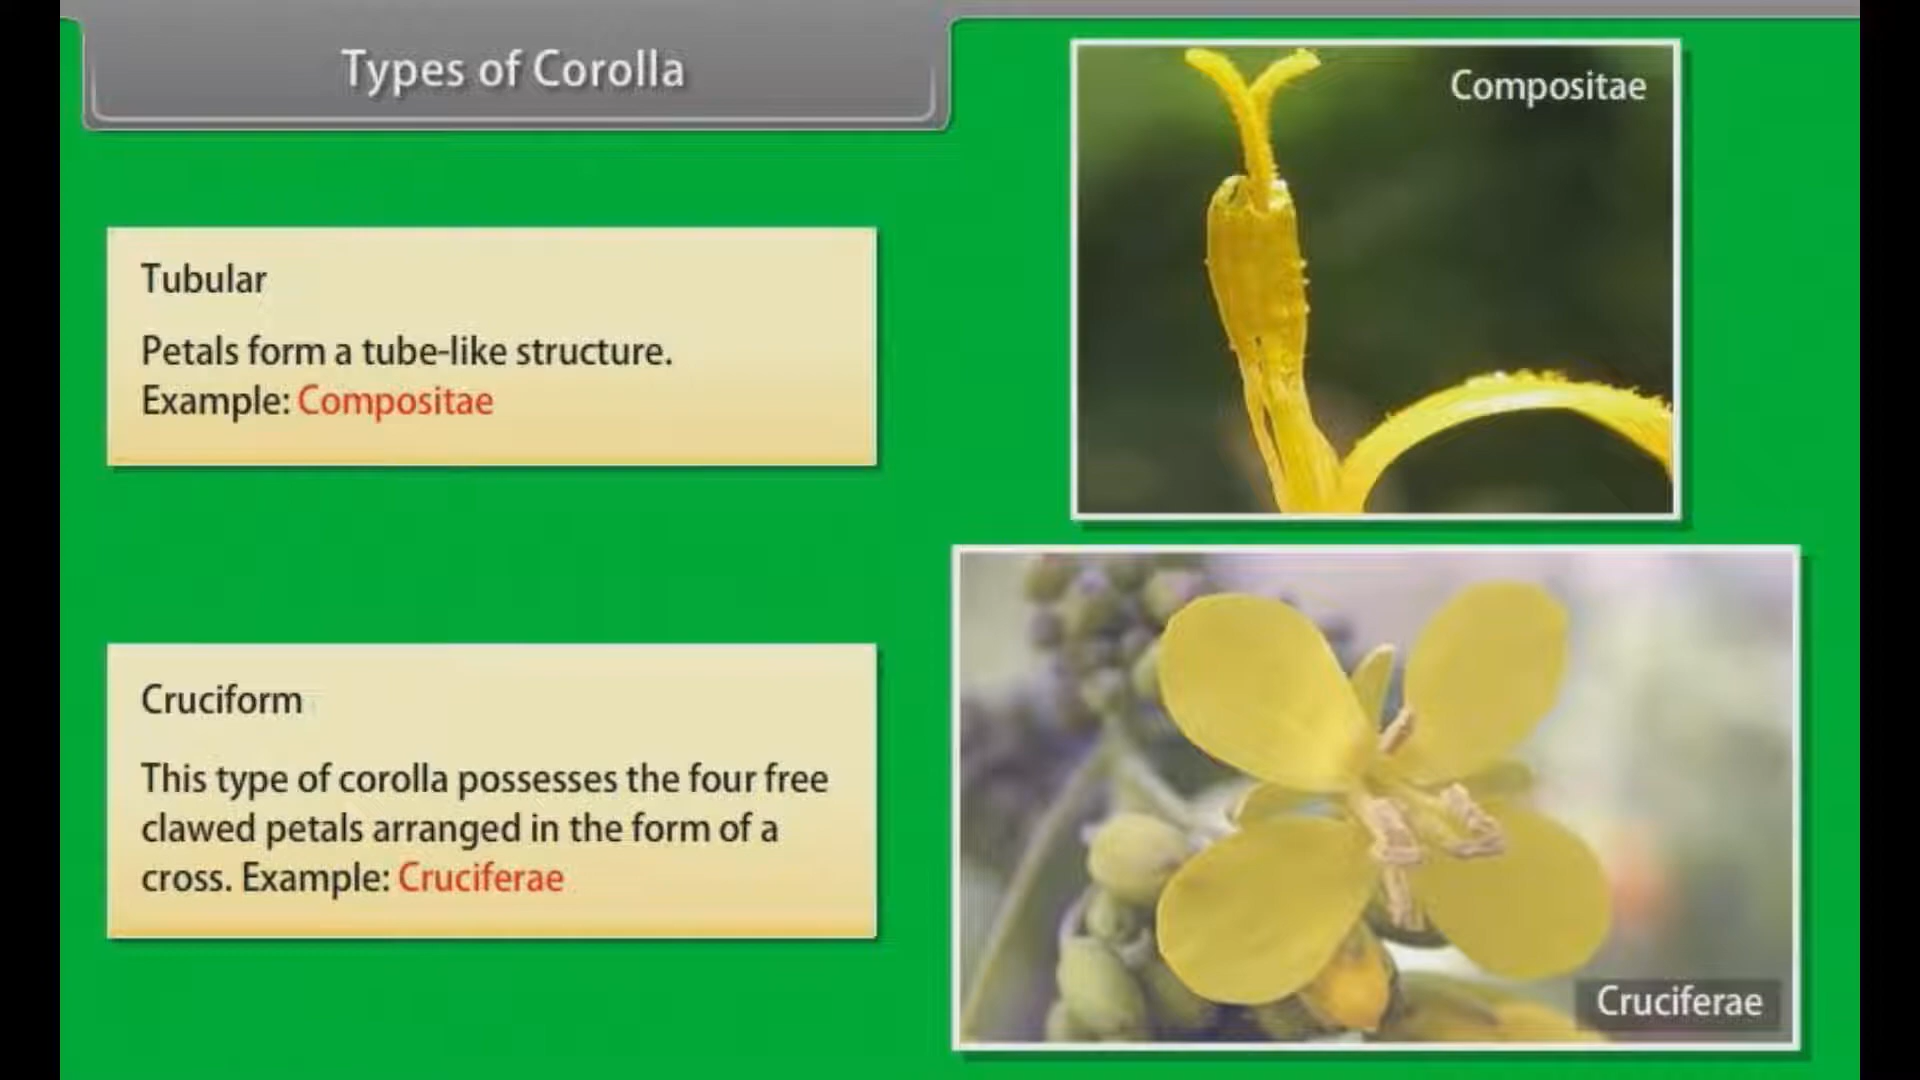 Types of Corolla
Compositae
Tubular
Petals form a tube-like structure.
Example: Compositae
Cruciform
This type of corolla possesses the four free
clawed petals arranged in the form of a
cross. Example: Cruciferae
Cruciferae